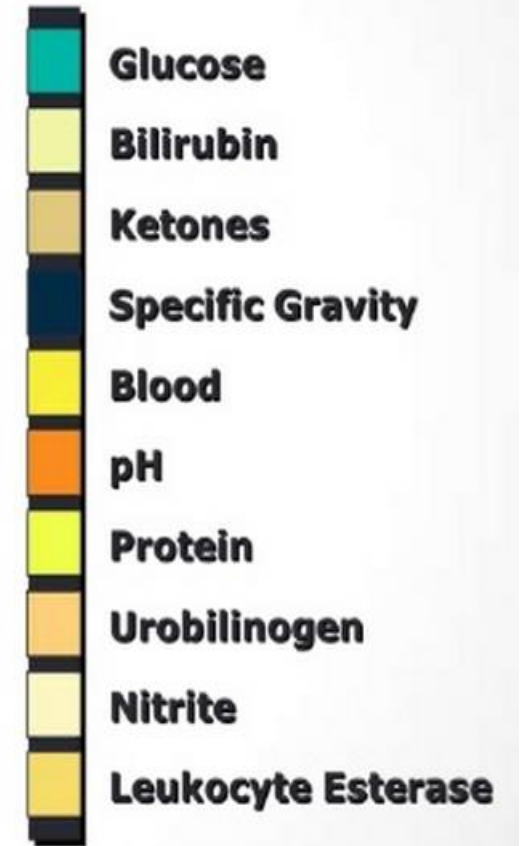 Glucose
Bilirubin
Ketones
Specific Gravity
Blood
pH
Protein
Urobilinogen
Nitrite
Leukocyte Esterase